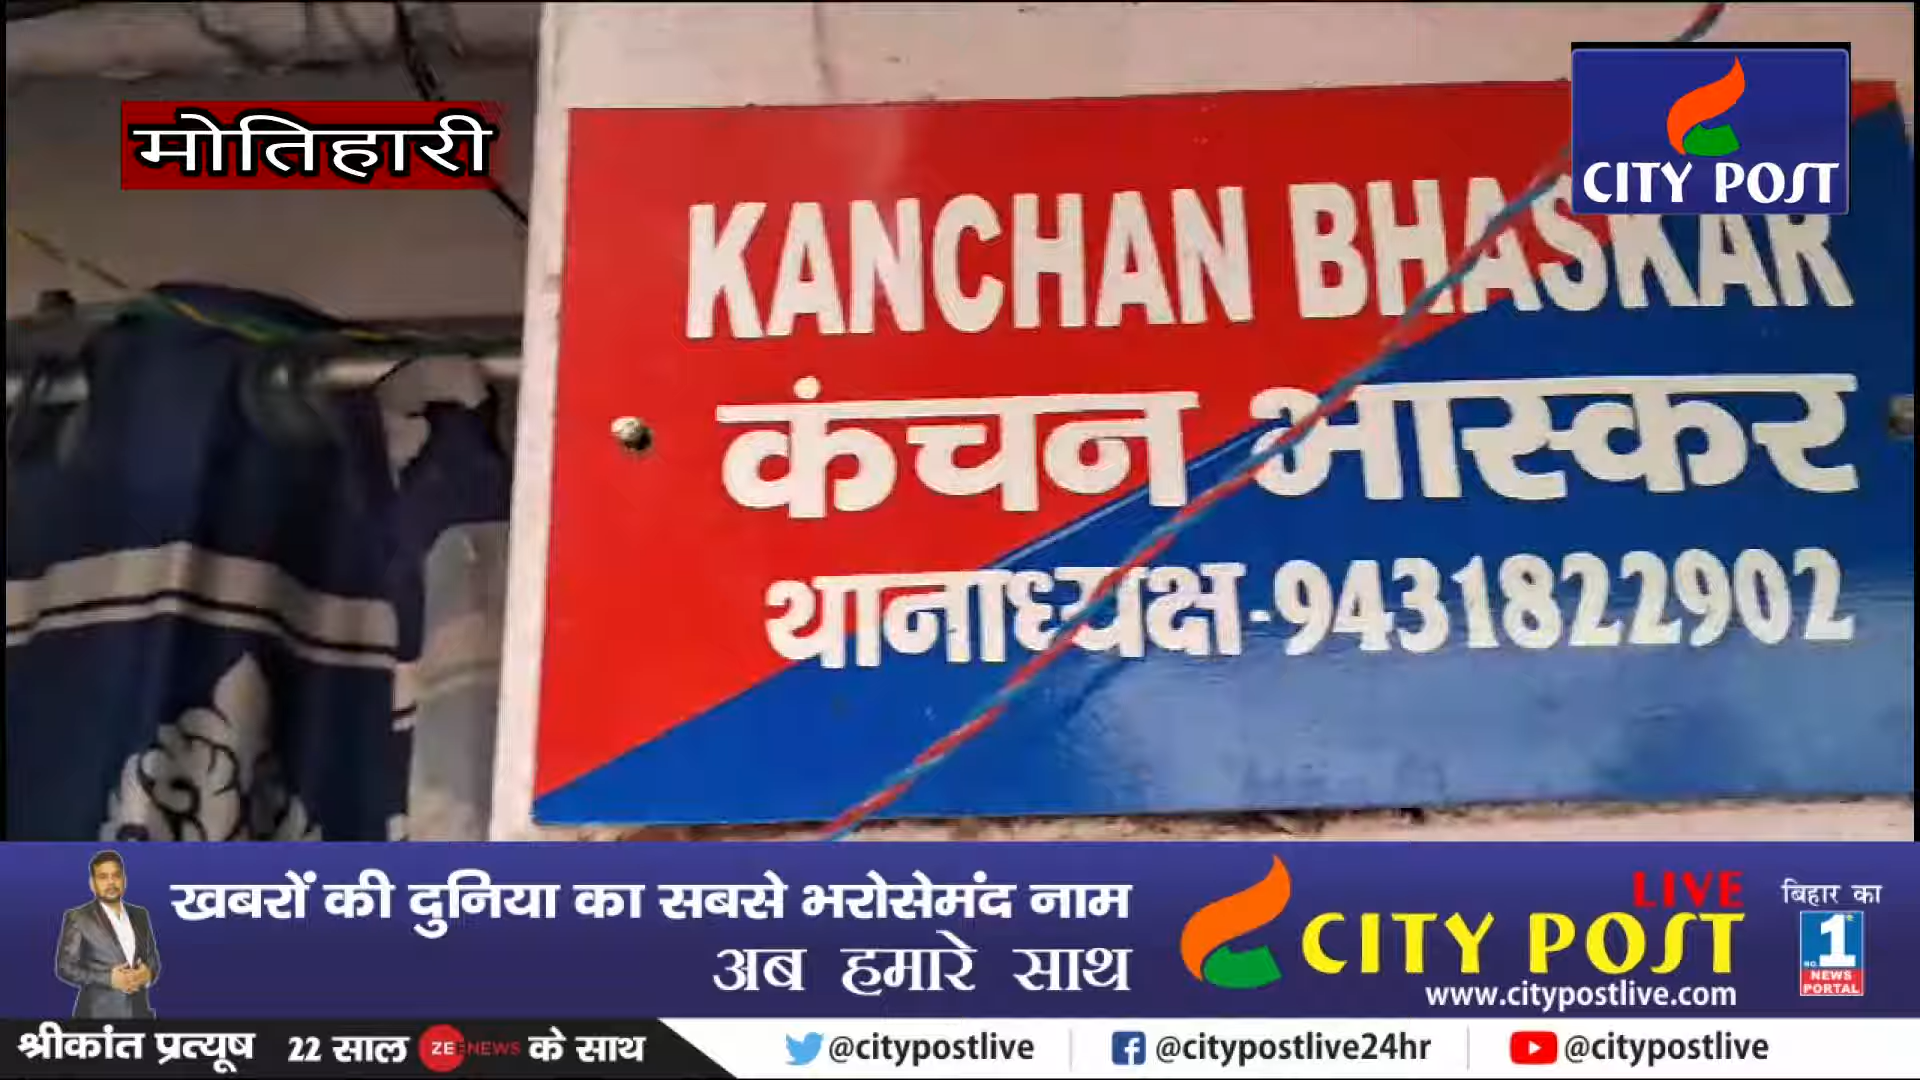 मोतिहारी
CITY POST
KANCHAN BHASKAR
कंचन भास्कर
थानाध्यक्ष-9431822902
खबरों की दुनिया का सबसे भरोसेमंद नाम
अब हमारे साथ
LIVE
CITY POST
www.citypostlive.com
बिहार का
NO. 1
NEWS
PORTAL
श्रीकांत प्रत्यूष 22 साल ZEE NEWS के साथ
@citypostlive
@citypostlive24hr
@citypostlive